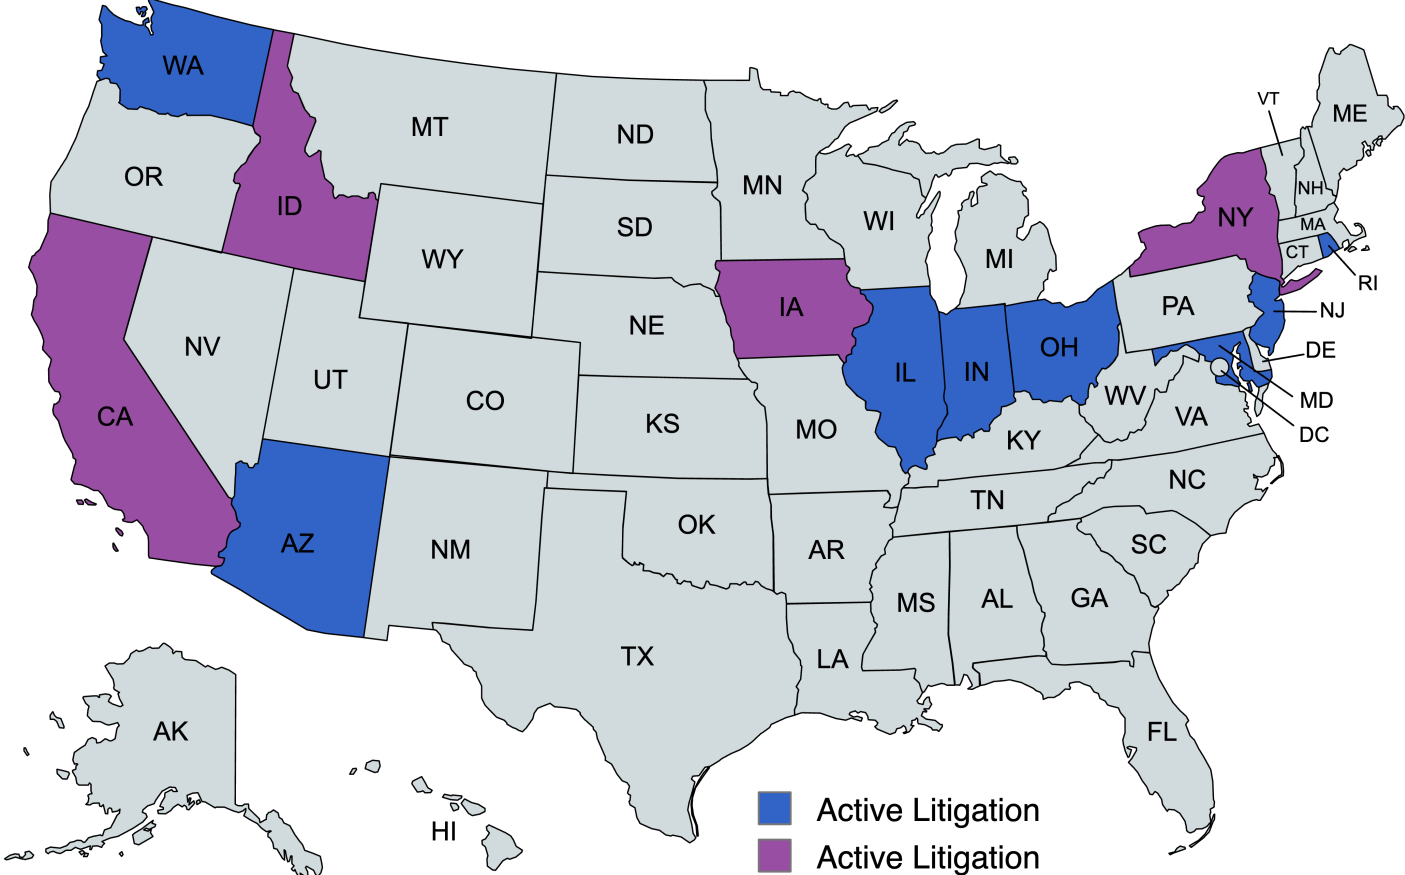 WA
MT
ND
MN
VT
ME
OR
ID
SD
WI
MI
NH
NY
MA
CT
RI
WY
IA
NE
PA
NJ
NV
UT
CO
IL
IN
OH
DE
MD
DC
CA
KS
MO
KY
WV
VA
AZ
NM
OK
AR
TN
NC
SC
MS
AL
GA
TX
LA
FL
AK
HI
Active Litigation
Active Litigation